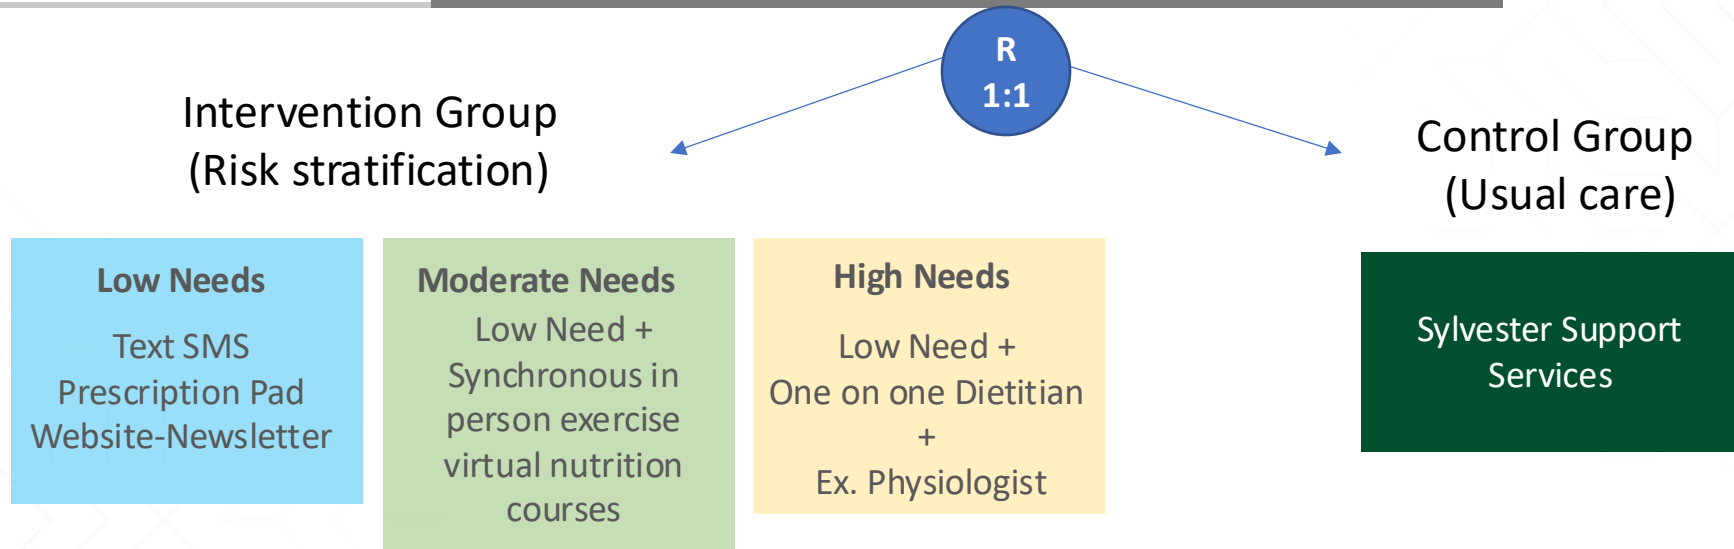 R
1:1
Intervention Group
(Risk stratification)
Control Group
(Usual care)
Low Needs
Text SMS
Prescription Pad
Website-Newsletter
Moderate Needs
Low Need +
Synchronous in
person exercise
virtual nutrition
courses
High Needs
Low Need +
One on one Dietitian
+
Ex. Physiologist
Sylvester Support
Services